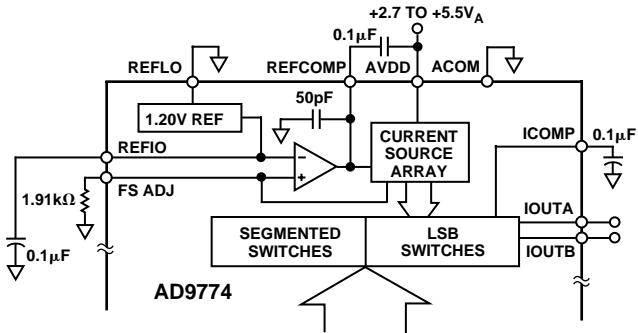 +2.7 TO +5.5VA
0.1µF
REFLO
REFCOMP
AVDD
ACOM
50pF
1.20V REF
CURRENT
SOURCE
ARRAY
ICOMP
0.1µF
REFIO
−
+
FS ADJ
1.91kΩ
IOUTA
SEGMENTED
SWITCHES
LSB
SWITCHES
IOUTB
0.1µF
AD9774